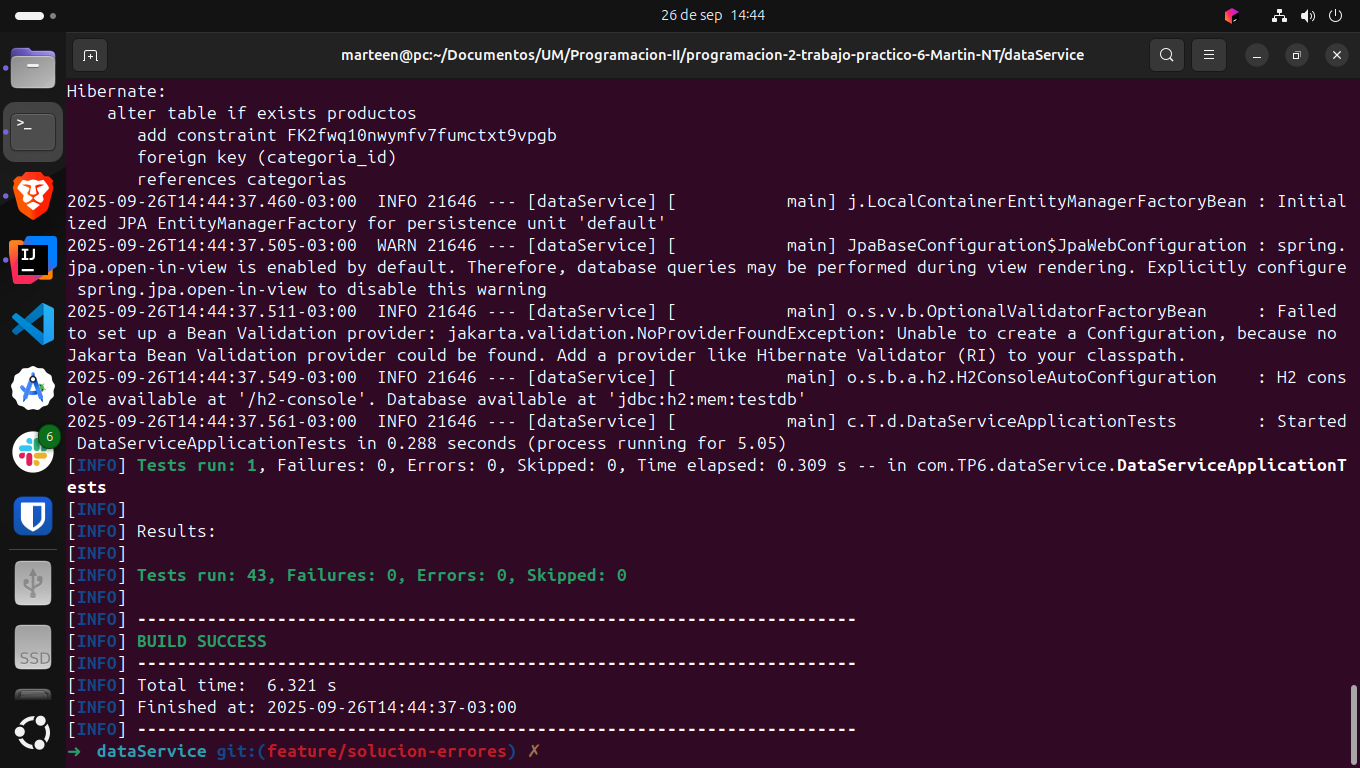 26 de sep 14:44
marteen@pc:~/Documentos/UM/Programacion-II/programacion-2-trabajo-practico-6-Martin-NT/dataService
Hibernate:
    alter table if exists productos
       add constraint FK2fwq10nwymfv7fumctxt9vpgb
       foreign key (categoria_id)
       references categorias
2025-09-26T14:44:37.460-03:00  INFO 21646 --- [dataService] [           main] j.LocalContainerEntityManagerFactoryBean : Initial
ized JPA EntityManagerFactory for persistence unit 'default'
2025-09-26T14:44:37.505-03:00  WARN 21646 --- [dataService] [           main] JpaBaseConfiguration$JpaWebConfiguration : spring.
jpa.open-in-view is enabled by default. Therefore, database queries may be performed during view rendering. Explicitly configure
 spring.jpa.open-in-view to disable this warning
2025-09-26T14:44:37.511-03:00  INFO 21646 --- [dataService] [           main] o.s.v.b.OptionalValidatorFactoryBean     : Failed
to set up a Bean Validation provider: jakarta.validation.NoProviderFoundException: Unable to create a Configuration, because no
Jakarta Bean Validation provider could be found. Add a provider like Hibernate Validator (RI) to your classpath.
2025-09-26T14:44:37.549-03:00  INFO 21646 --- [dataService] [           main] o.s.b.a.h2.H2ConsoleAutoConfiguration    : H2 cons
ole available at '/h2-console'. Database available at 'jdbc:h2:mem:testdb'
2025-09-26T14:44:37.561-03:00  INFO 21646 --- [dataService] [           main] c.T.d.DataServiceApplicationTests        : Started
 DataServiceApplicationTests in 0.288 seconds (process running for 5.05)
[INFO] Tests run: 1, Failures: 0, Errors: 0, Skipped: 0, Time elapsed: 0.309 s -- in com.TP6.dataService.DataServiceApplicationT
ests
[INFO]
[INFO] Results:
[INFO]
[INFO] Tests run: 43, Failures: 0, Errors: 0, Skipped: 0
[INFO]
[INFO] ------------------------------------------------------------------------
[INFO] BUILD SUCCESS
[INFO] ------------------------------------------------------------------------
[INFO] Total time:  6.321 s
[INFO] Finished at: 2025-09-26T14:44:37-03:00
[INFO] ------------------------------------------------------------------------
➜  dataService git:(feature/solucion-errores) ✗
>_
IJ
6
SSD